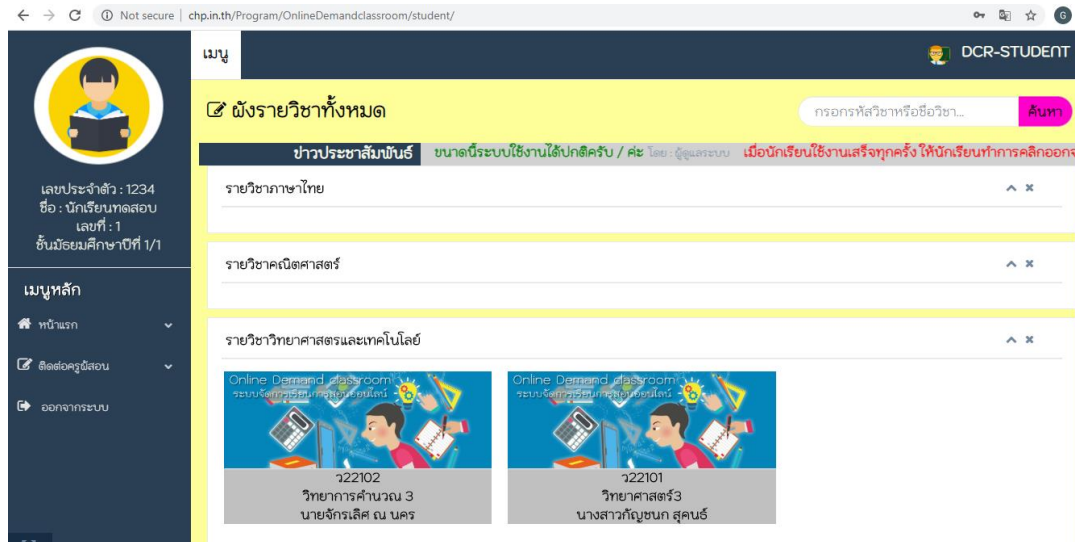 Not secure | chp.in.th/Program/OnlineDemandclassroom/student/
G
เมนู
DCR-STUDENT
ผังรายวิชาทั้งหมด
กรอกรหัสวิชาหรือชื่อวิชา...
ค้นหา
ข่าวประชาสัมพันธ์ ขนาดนี้ระบบใช้งานได้ปกติครับ / ค่ะ โดย : ผู้ดูแลระบบ เมื่อนักเรียนใช้งานเสร็จทุกครั้ง ให้นักเรียนทำการคลิกออกจ
เลขประจำตัว : 1234
ชื่อ : นักเรียนทดสอบ
เลขที่ : 1
ชั้นมัธยมศึกษาปีที่ 1/1
เมนูหลัก
หน้าแรก
ติดต่อครูผู้สอน
ออกจากระบบ
รายวิชาภาษาไทย
รายวิชาคณิตศาสตร์
รายวิชาวิทยาศาสตรและเทคโนโลยี์
Online Demand classroom
ระบบจัดการเรียนการสอนออนไลน์
ว22102
วิทยาการคำนวณ 3
นายจักรเลิศ ณ นคร
Online Demand classroom
ระบบจัดการเรียนการสอนออนไลน์
ว22101
วิทยาศาสตร์3
นางสาวกัญชนก สุคนธ์